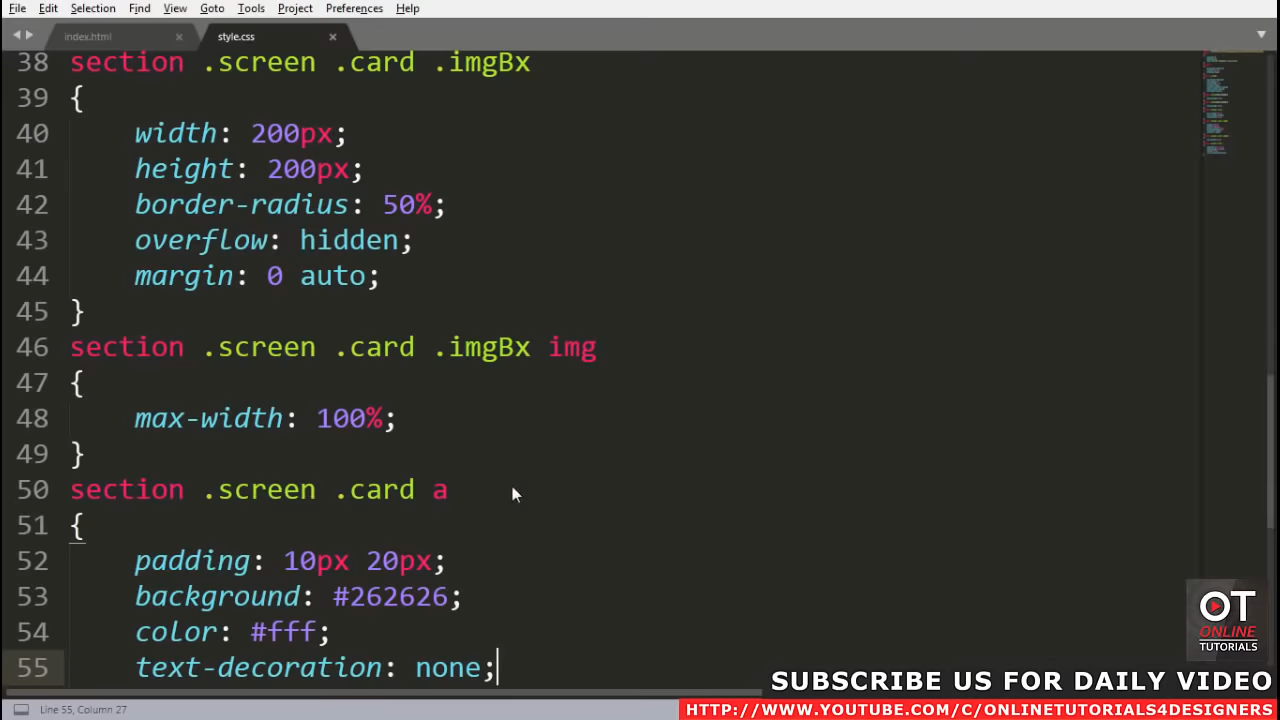 File Edit Selection Find View Goto Tools Project Preferences Help
index.html style.css
38 section .screen .card .imgBx
39 {
40 width: 200px;
41 height: 200px;
42 border-radius: 50%;
43 overflow: hidden;
44 margin: 0 auto;
45 }
46 section .screen .card .imgBx img
47 {
48 max-width: 100%;
49 }
50 section .screen .card a
51 {
52 padding: 10px 20px;
53 background: #262626;
54 color: #fff;
55 text-decoration: none;
OT
ONLINE
TUTORIALS
SUBSCRIBE US FOR DAILY VIDEO
HTTP://WWW.YOUTUBE.COM/C/ONLINETUTORIALS4DESIGNERS
Line 55, Column 27